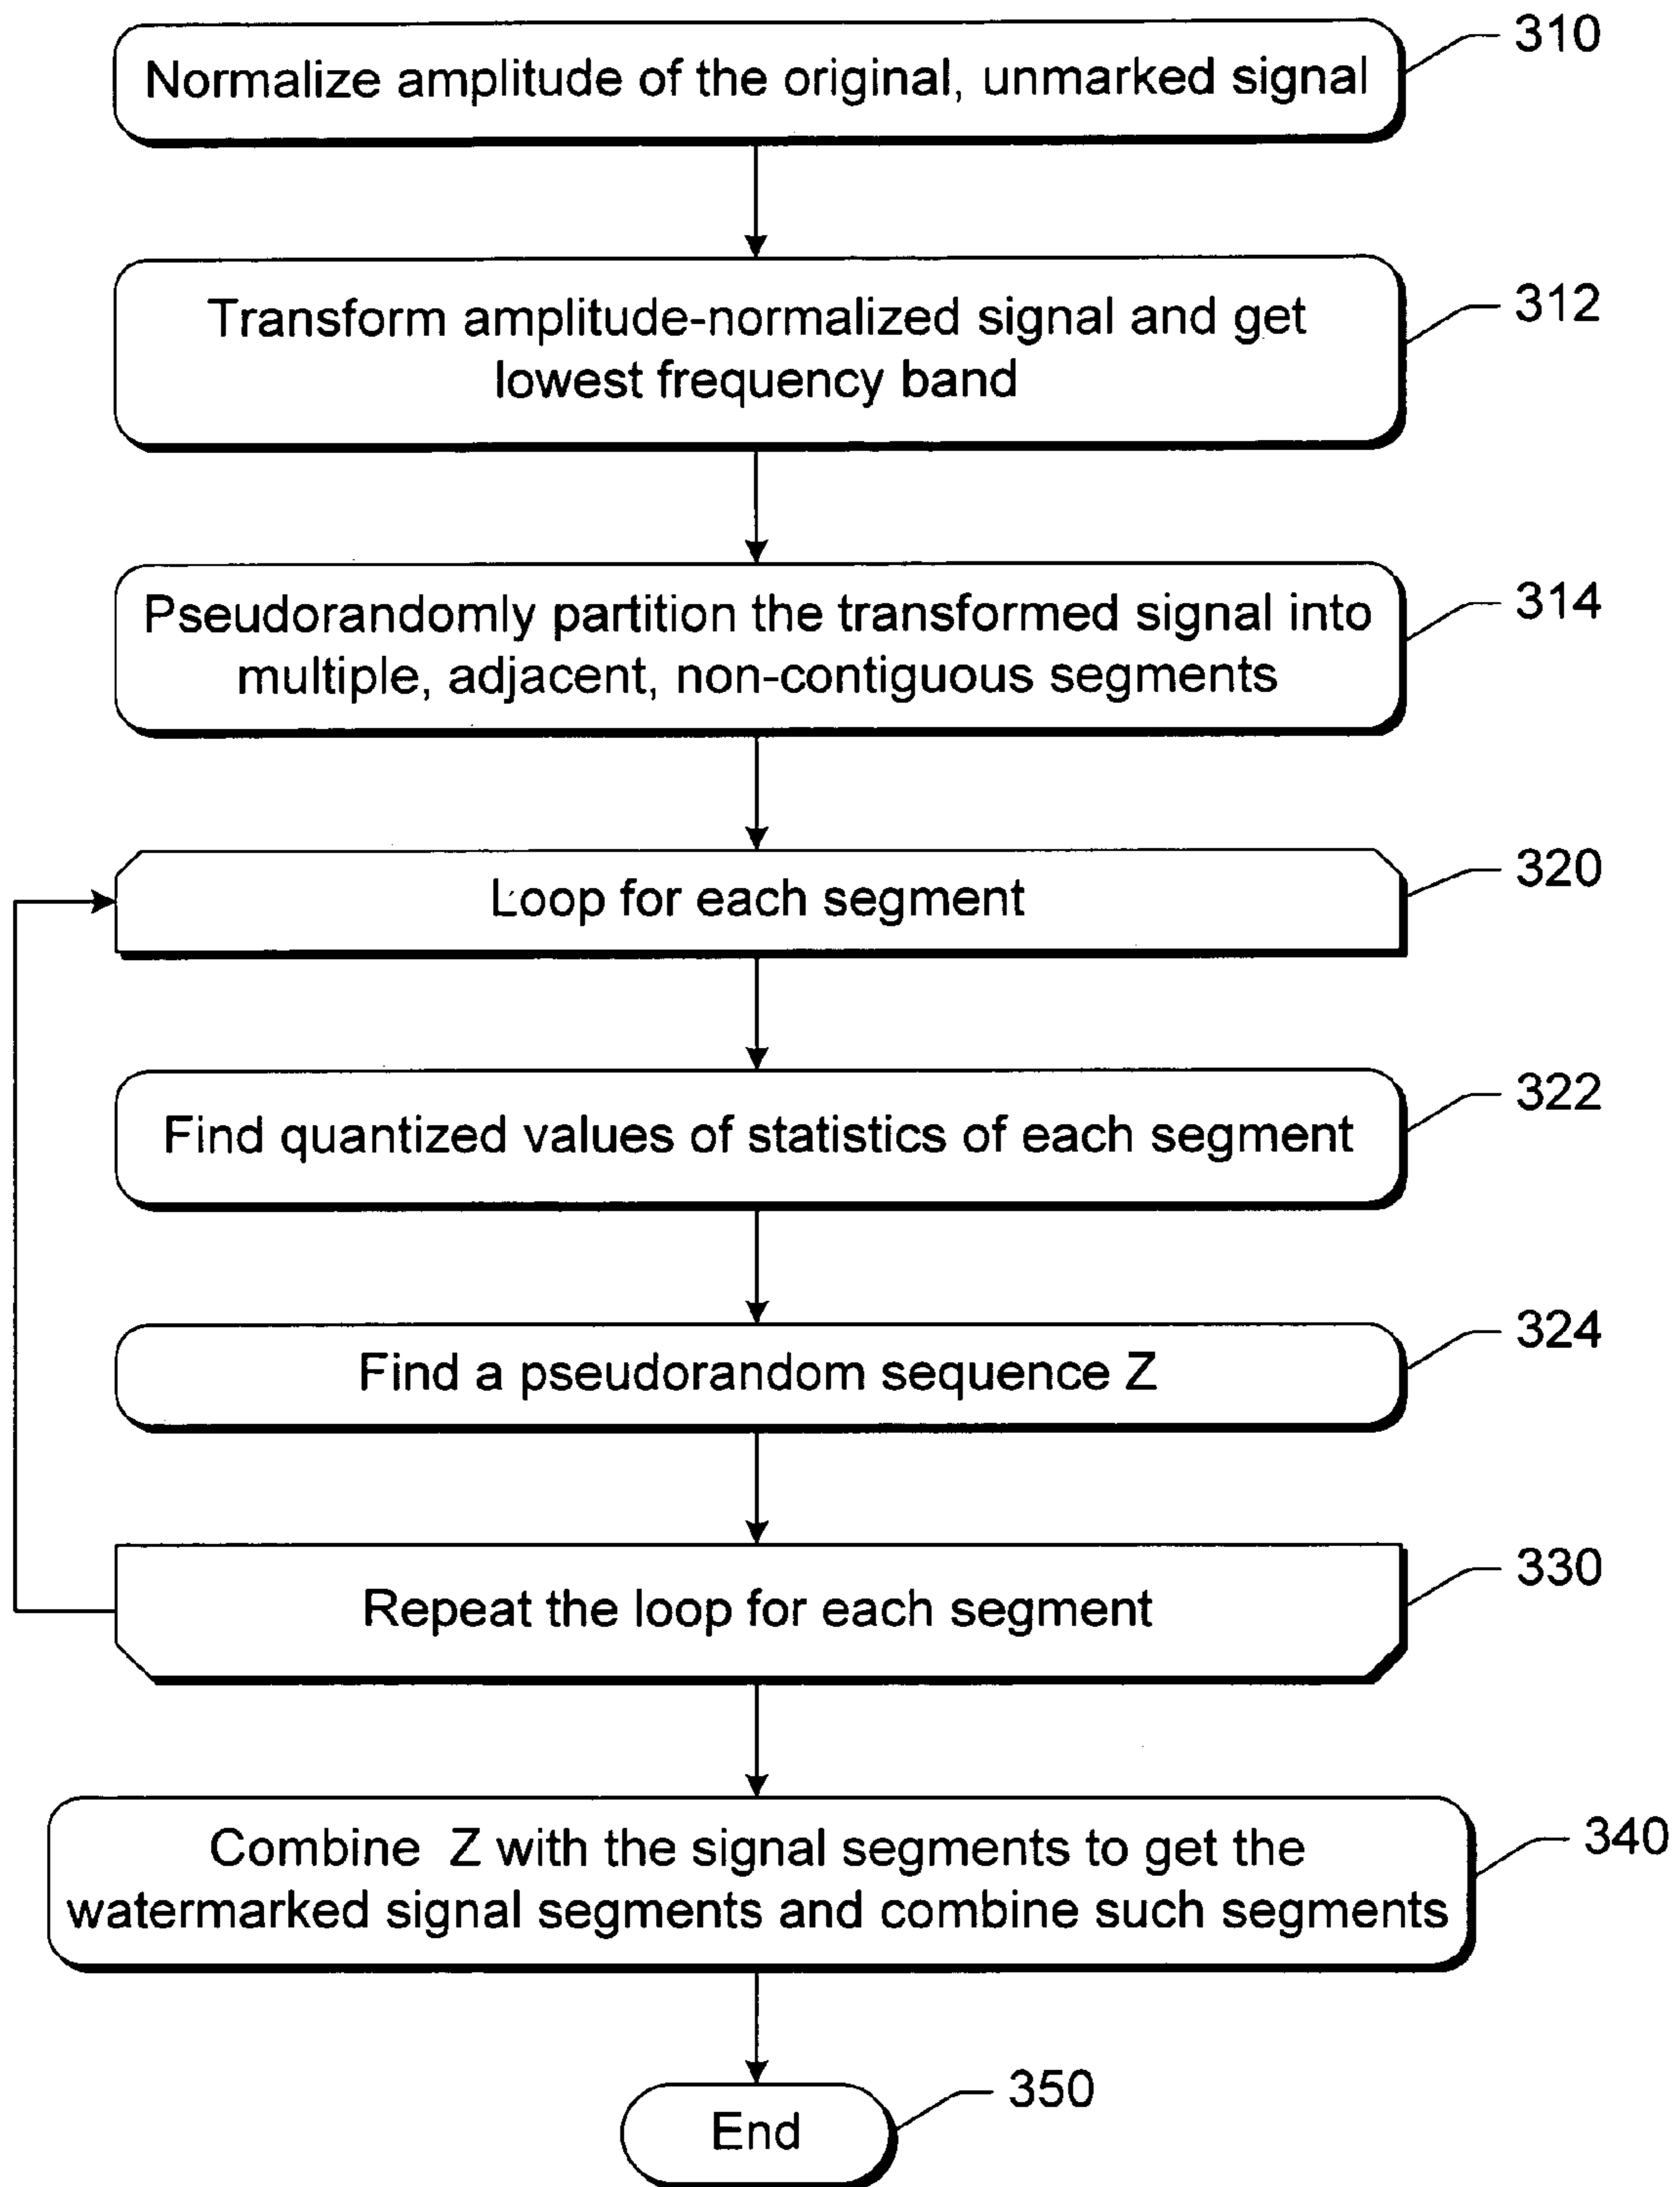 310
Normalize amplitude of the original, unmarked signal
312
Transform amplitude-normalized signal and get
lowest frequency band
314
Pseudorandomly partition the transformed signal into
multiple, adjacent, non-contiguous segments
320
Loop for each segment
322
Find quantized values of statistics of each segment
324
Find a pseudorandom sequence Z
330
Repeat the loop for each segment
340
Combine Z with the signal segments to get the
watermarked signal segments and combine such segments
350
End